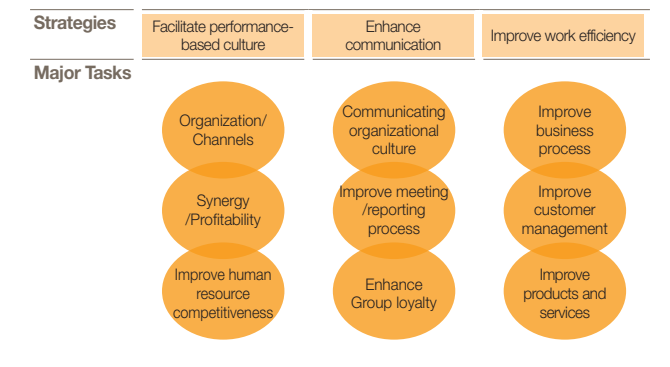 Strategies
Facilitate performance-
based culture
Enhance
communication
Improve work efficiency
Major Tasks
Organization/
Channels
Communicating
organizational
culture
Improve
business
process
Synergy
/Profitability
Improve meeting
/reporting
process
Improve
customer
management
Improve human
resource
competitiveness
Enhance
Group loyalty
Improve
products and
services